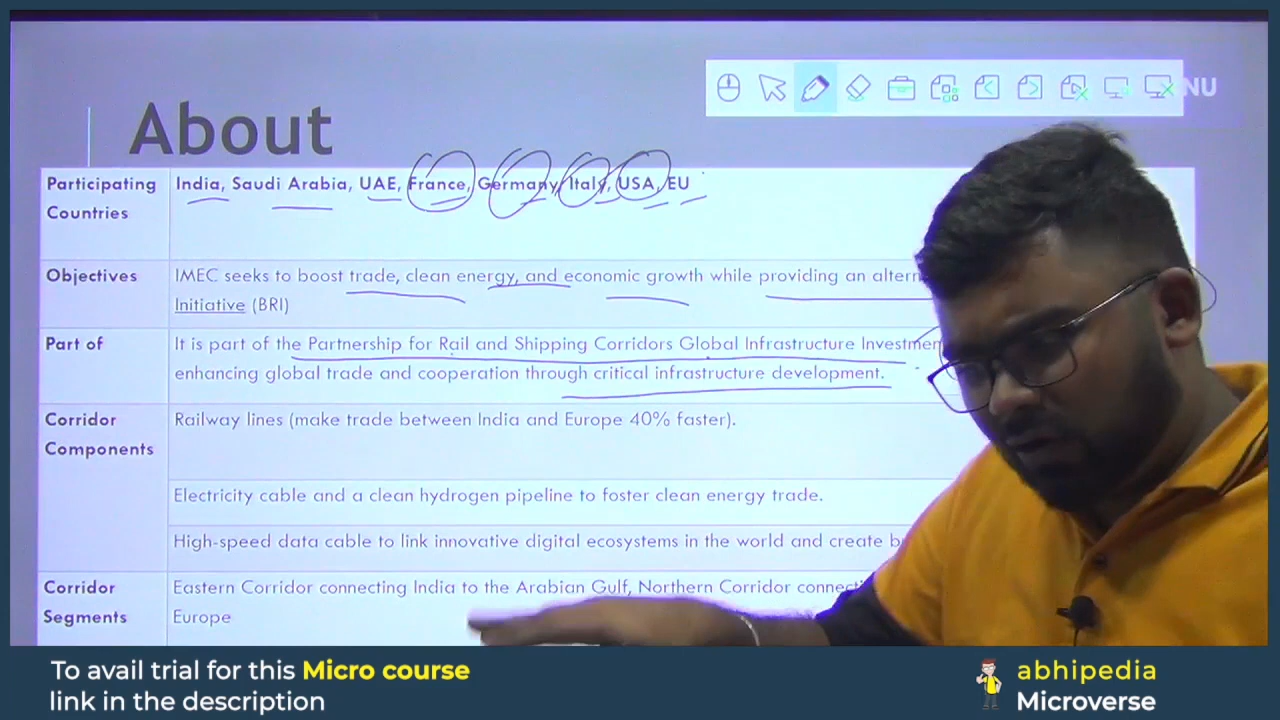 NU
About
Participating Countries
India, Saudi Arabia, UAE, France, Germany, Italy, USA, EU
Objectives
IMEC seeks to boost trade, clean energy, and economic growth while providing an
Initiative (BRI)
Part of
It is part of the Partnership for Rail and Shipping Corridors Global Infrastructure
enhancing global trade and cooperation through critical infrastructure development.
Corridor Components
Railway lines (make trade between India and Europe 40% faster).
Electricity cable and a clean hydrogen pipeline to foster clean energy trade.
High-speed data cable to link innovative digital ecosystems in the world and create
Corridor Segments
Eastern Corridor connecting India to the Arabian Gulf, Northern Corridor
Europe
To avail trial for this Micro course
link in the description
abhipedia
Microverse